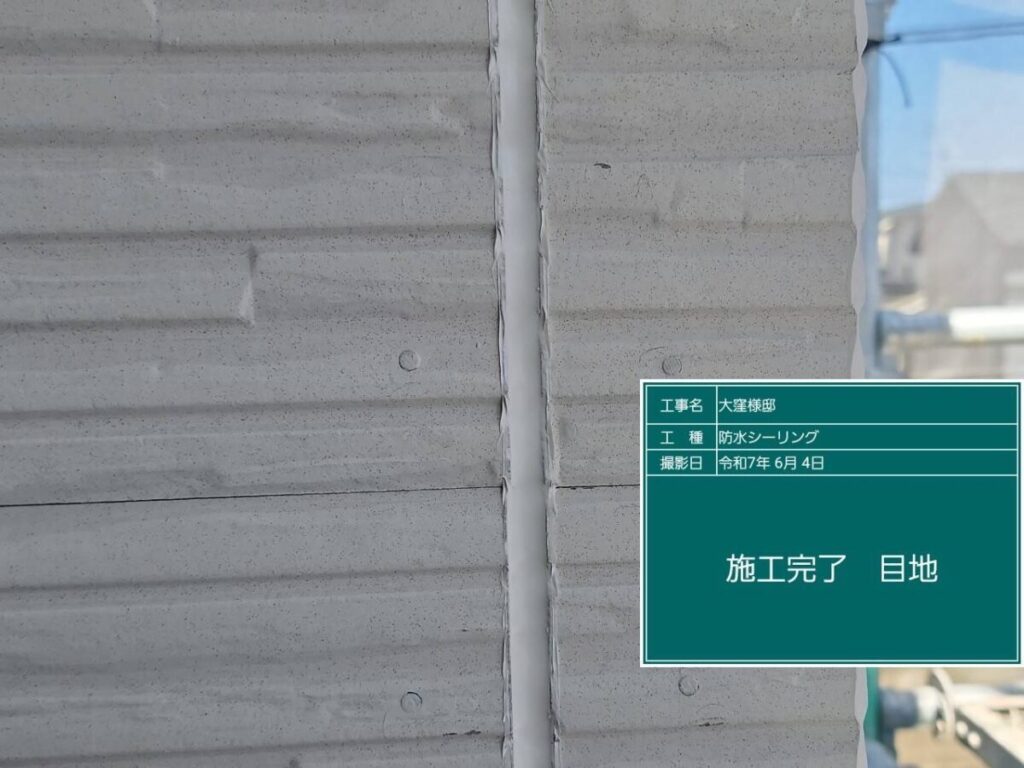 工事名 大窪様邸
工　種 防水シーリング
撮影日 令和7年 6月 4日
施工完了　目地